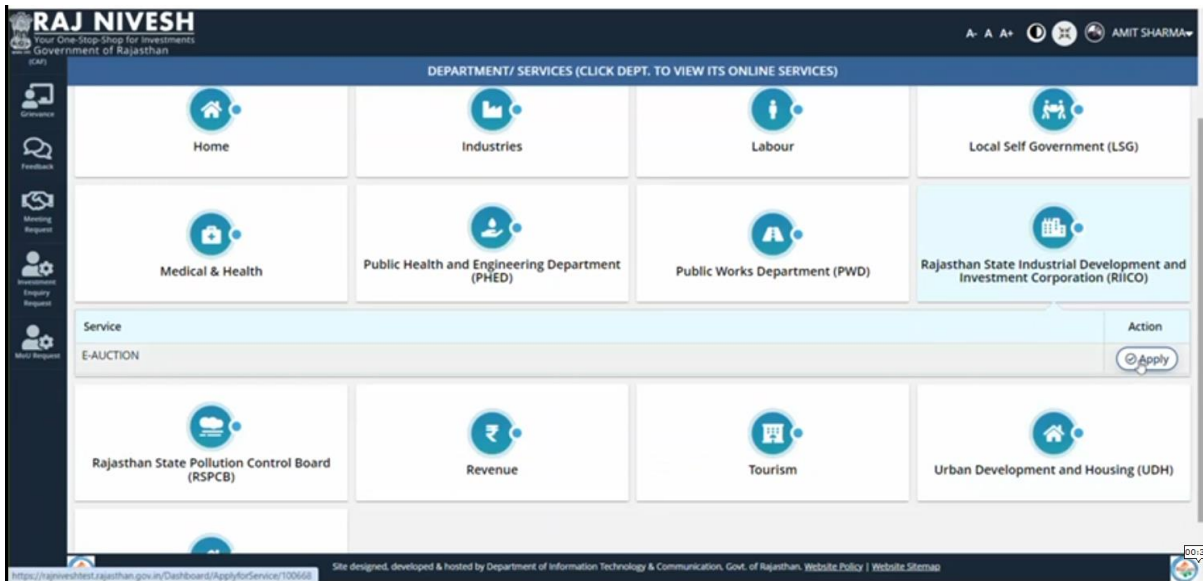 RAJ NIVESH
Your One-Stop-Shop for Investments
Government of Rajasthan
A- A A+ AMIT SHARMA
(CAF)
Grievance
Feedback
Meeting
Request
Investment
Enquiry
Request
MoU Request
DEPARTMENT/ SERVICES (CLICK DEPT. TO VIEW ITS ONLINE SERVICES)
Home
Industries
Labour
Local Self Government (LSG)
Medical & Health
Public Health and Engineering Department
(PHED)
Public Works Department (PWD)
Rajasthan State Industrial Development and
Investment Corporation (RIICO)
Service Action
E-AUCTION Apply
Rajasthan State Pollution Control Board
(RSPCB)
Revenue
Tourism
Urban Development and Housing (UDH)
Site designed, developed & hosted by Department of Information Technology & Communication, Govt. of Rajasthan. Website Policy | Website Sitemap
https://rajniveshtest.rajasthan.gov.in/Dashboard/ApplyforService/100668